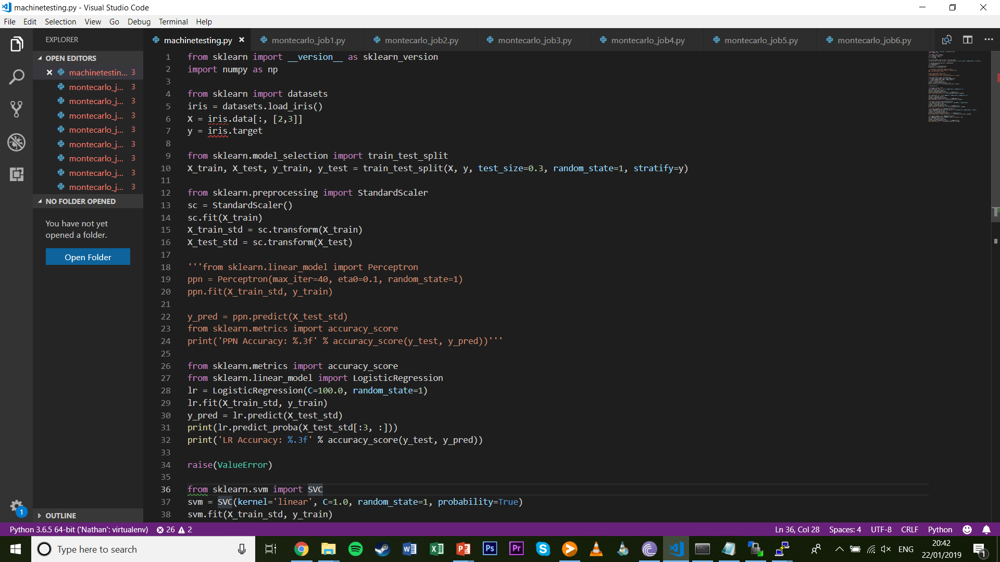 machinetesting.py - Visual Studio Code
File Edit Selection View Go Debug Terminal Help
EXPLORER
OPEN EDITORS
machinetestin... 3
montecarlo_j... 3
montecarlo_j... 3
montecarlo_j... 3
montecarlo_j... 3
montecarlo_j... 3
montecarlo_j... 3
montecarlo_j... 3
montecarlo_j... 3
NO FOLDER OPENED
You have not yet
opened a folder.
Open Folder
OUTLINE
machinetesting.py montecarlo_job1.py montecarlo_job2.py montecarlo_job3.py montecarlo_job4.py montecarlo_job5.py montecarlo_job6.py
1 from sklearn import __version__ as sklearn_version
2 import numpy as np
3
4 from sklearn import datasets
5 iris = datasets.load_iris()
6 X = iris.data[:, [2,3]]
7 y = iris.target
8
9 from sklearn.model_selection import train_test_split
10 X_train, X_test, y_train, y_test = train_test_split(X, y, test_size=0.3, random_state=1, stratify=y)
11
12 from sklearn.preprocessing import StandardScaler
13 sc = StandardScaler()
14 sc.fit(X_train)
15 X_train_std = sc.transform(X_train)
16 X_test_std = sc.transform(X_test)
17
18 '''from sklearn.linear_model import Perceptron
19 ppn = Perceptron(max_iter=40, eta0=0.1, random_state=1)
20 ppn.fit(X_train_std, y_train)
21
22 y_pred = ppn.predict(X_test_std)
23 from sklearn.metrics import accuracy_score
24 print('PPN Accuracy: %.3f' % accuracy_score(y_test, y_pred))'''
25
26 from sklearn.metrics import accuracy_score
27 from sklearn.linear_model import LogisticRegression
28 lr = LogisticRegression(C=100.0, random_state=1)
29 lr.fit(X_train_std, y_train)
30 y_pred = lr.predict(X_test_std)
31 print(lr.predict_proba(X_test_std[:3, :]))
32 print('LR Accuracy: %.3f' % accuracy_score(y_test, y_pred))
33
34 raise(ValueError)
35
36 from sklearn.svm import SVC
37 svm = SVC(kernel='linear', C=1.0, random_state=1, probability=True)
38 svm.fit(X_train_std, y_train)
1
Python 3.6.5 64-bit ('Nathan': virtualenv) 26 2 Ln 36, Col 28 Spaces: 4 UTF-8 CRLF Python
Type here to search
Ps
Pr
ENG
20:42
22/01/2019
1